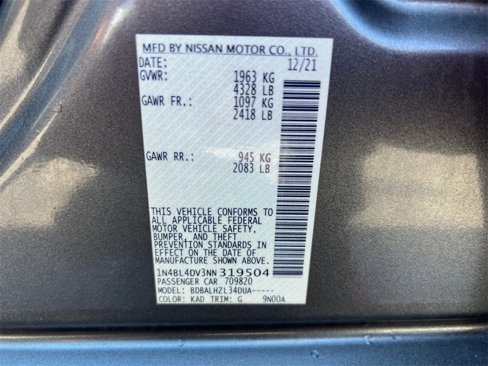 MFD BY NISSAN MOTOR CO., LTD.
DATE: 12/21
GVWR: 1963 KG
4328 LB
GAWR FR.: 1097 KG
2418 LB
GAWR RR.: 945 KG
2083 LB
THIS VEHICLE CONFORMS TO
ALL APPLICABLE FEDERAL
MOTOR VEHICLE SAFETY,
BUMPER, AND THEFT
PREVENTION STANDARDS IN
EFFECT ON THE DATE OF
MANUFACTURE SHOWN ABOVE.
1N4BL4DV3NN319504
PASSENGER CAR 709820
MODEL: BDBALHZL34DUA-----
COLOR: KAD TRIM: G 9N00A